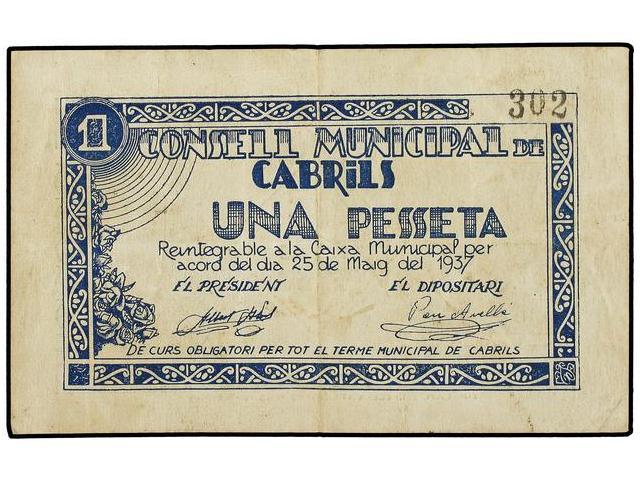 302
1
CONSELL MUNICIPAL DE
CABRILS
UNA PESSETA
Reintegrable a la Caixa Municipal per
acord del dia 25 de Maig del 1937
EL PRESIDENT
EL DIPOSITARI
DE CURS OBLIGATORI PER TOT EL TERME MUNICIPAL DE CABRILS